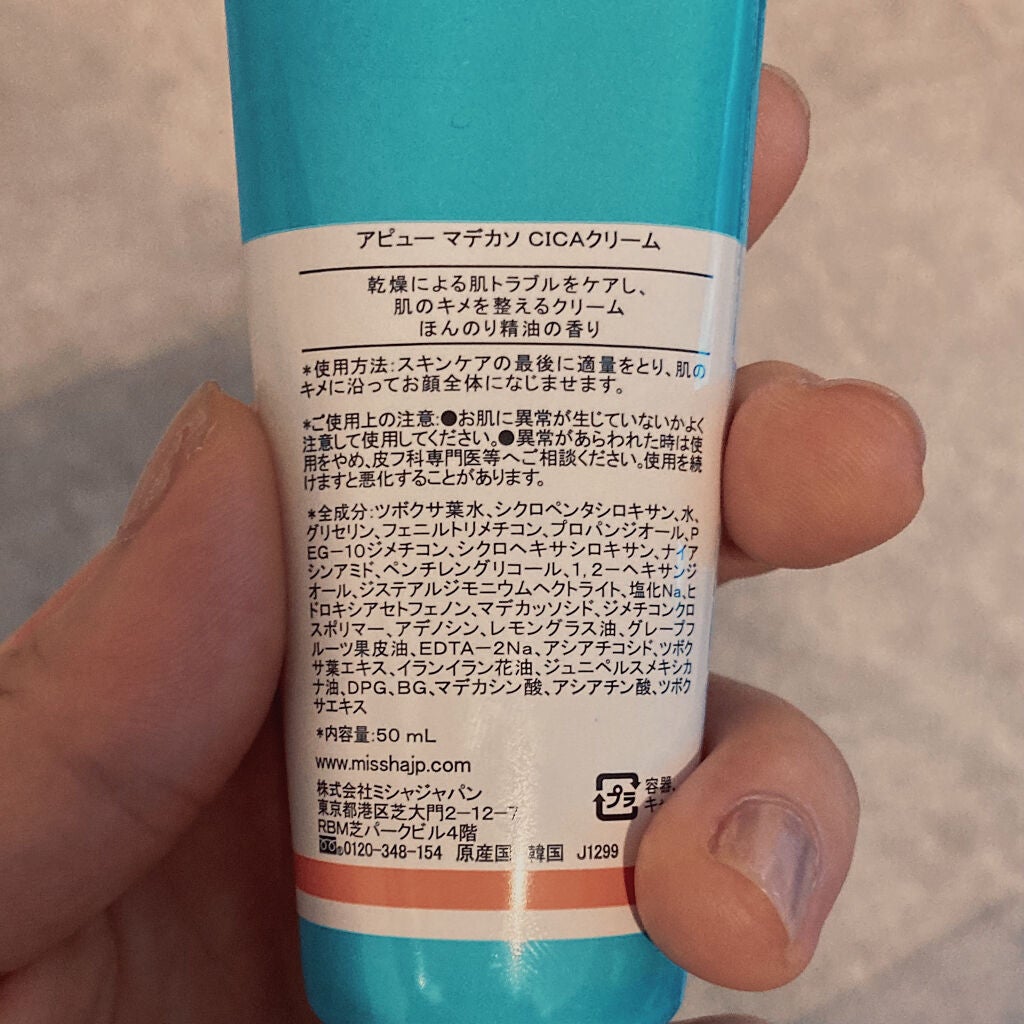 アピュー マデカソ CICAクリーム
乾燥による肌トラブルをケアし、
肌のキメを整えるクリーム
ほんのり精油の香り
*使用方法:スキンケアの最後に適量をとり、肌の
キメに沿ってお顔全体になじませます。
*ご使用上の注意:●お肌に異常が生じていないかよく
注意して使用してください。●異常があらわれた時は使
用をやめ、皮フ科専門医等へご相談ください。使用を続
けますと悪化することがあります。
*全成分:ツボクサ葉水、シクロペンタシロキサン、水、
グリセリン、フェニルトリメチコン、プロパンジオール、P
EG-10ジメチコン、シクロヘキサシロキサン、ナイア
シンアミド、ペンチレングリコール、1,2-ヘキサンジ
オール、ジステアルジモニウムヘクトライト、塩化Na、ヒ
ドロキシアセトフェノン、マデカッソシド、ジメチコンクロ
スポリマー、アデノシン、レモングラス油、グレープフ
ルーツ果皮油、EDTA-2Na、アシアチコシド、ツボク
サ葉エキス、イランイラン花油、ジュニペルスメキシカ
ナ油、DPG、BG、マデカシン酸、アシアチン酸、ツボク
サエキス
*内容量:50 mL
www.misshajp.com
株式会社ミシャジャパン
東京都港区芝大門2-12-7
RBM芝パークビル4階
0120-348-154 原産国 韓国 J1299
プラ
容器、
キャ